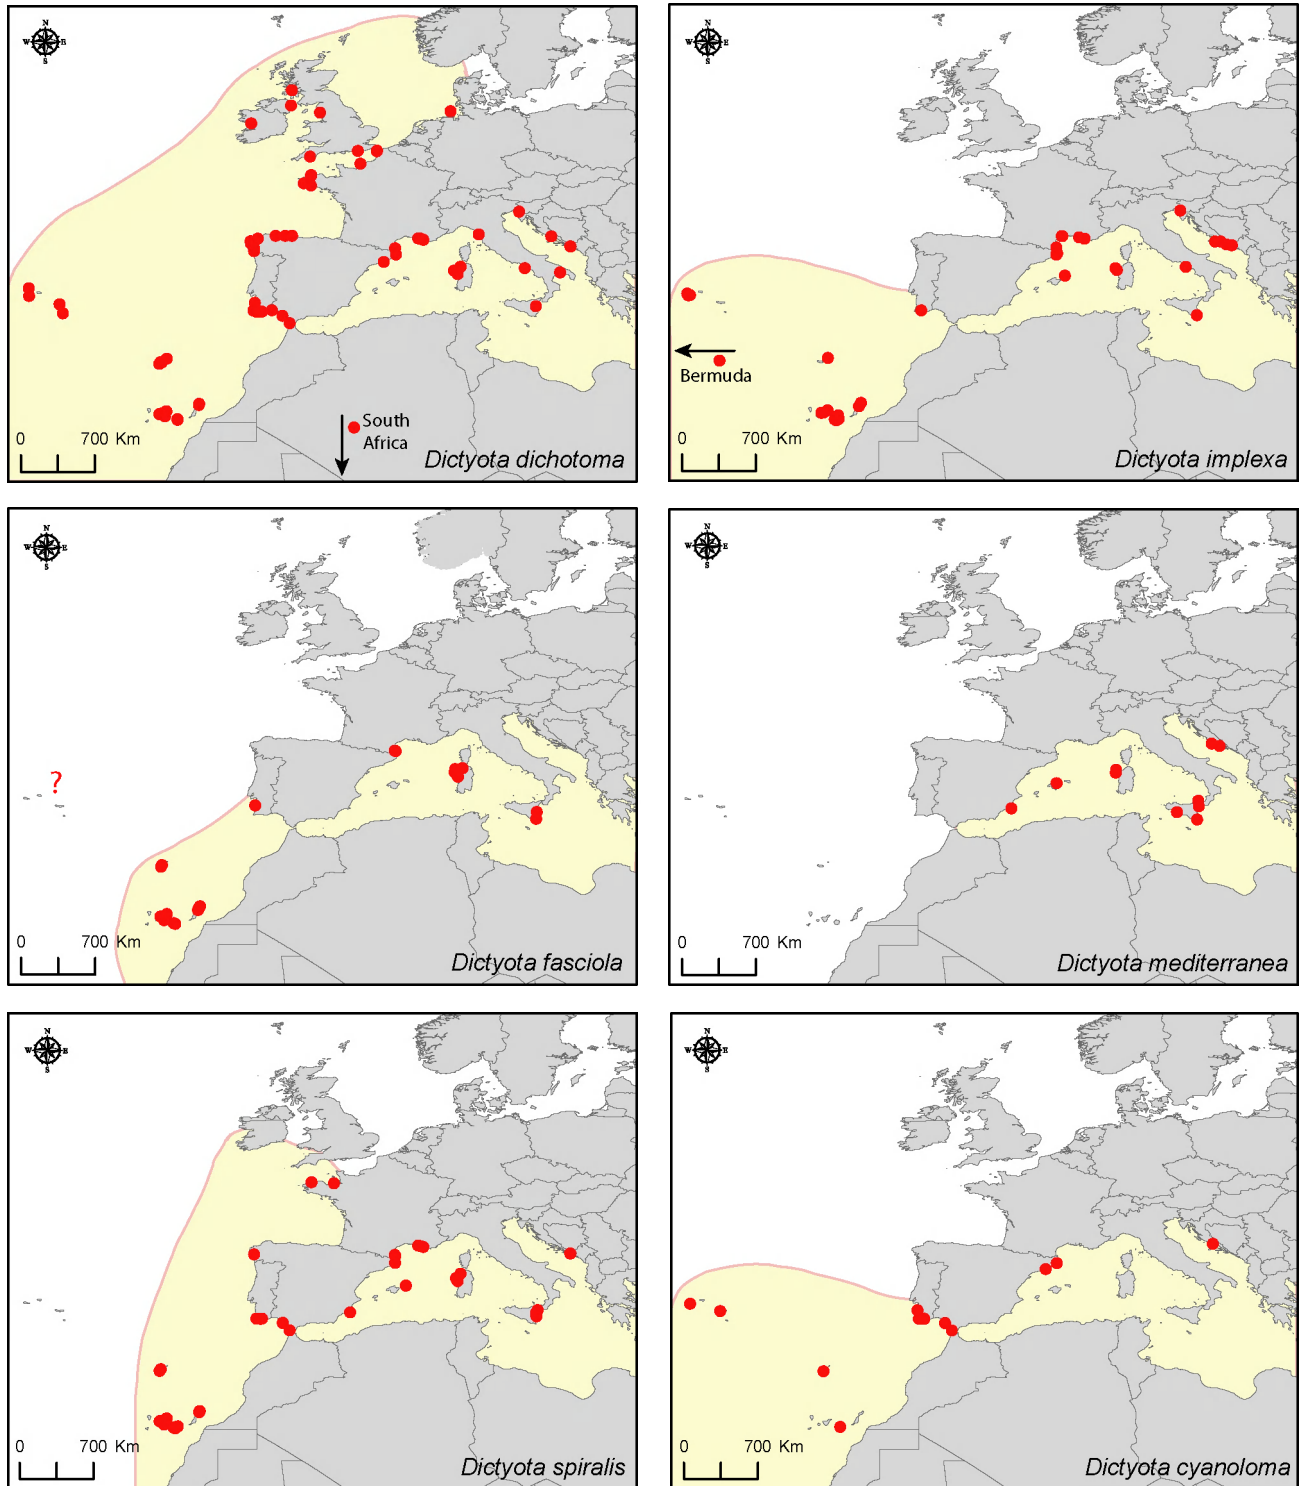 N
W E
S
South
Africa
0 700 Km
Dictyota dichotoma
N
W E
S
Bermuda
0 700 Km
Dictyota implexa
N
W E
S
?
0 700 Km
Dictyota fasciola
N
W E
S
0 700 Km
Dictyota mediterranea
N
W E
S
0 700 Km
Dictyota spiralis
N
W E
S
0 700 Km
Dictyota cyanoloma